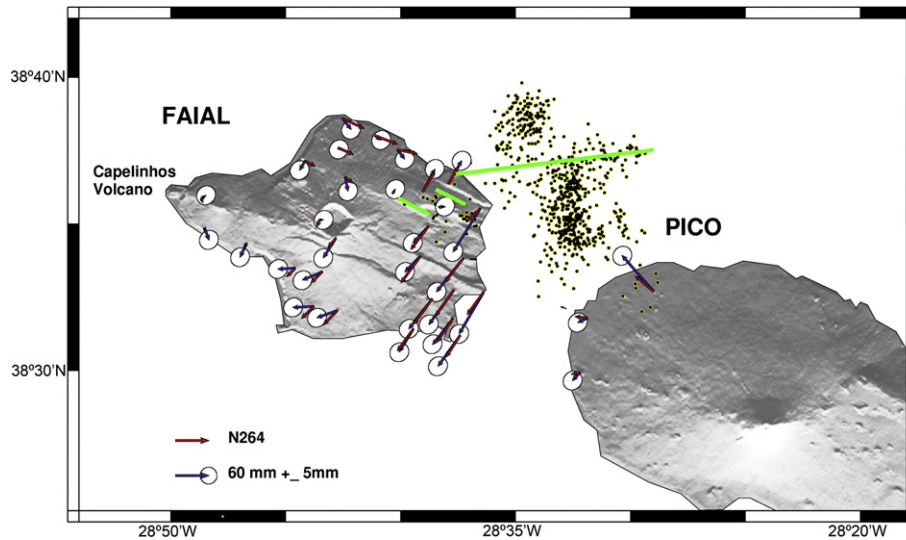 38°40'N
FAIAL
Capelinhos
Volcano
PICO
38°30'N
N264
60 mm +_ 5mm
28°50'W
28°35'W
28°20'W